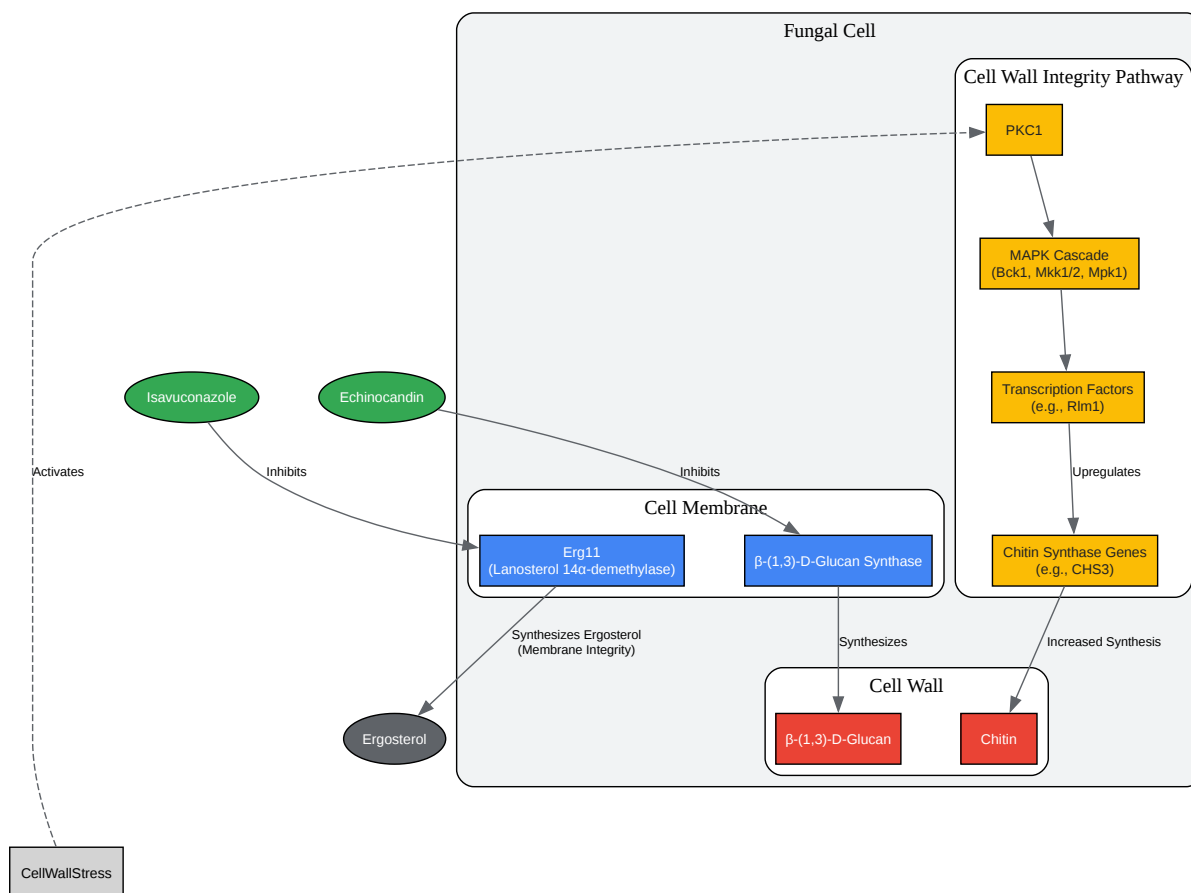 Fungal Cell
Cell Wall Integrity Pathway
PKC1
MAPK Cascade
(Bck1, Mkk1/2, Mpk1)
Isavuconazole
Echinocandin
Transcription Factors
(e.g., Rlm1)
Activates
Inhibits
Inhibits
Upregulates
Cell Membrane
Erg11
(Lanosterol 14α-demethylase)
β-(1,3)-D-Glucan Synthase
Chitin Synthase Genes
(e.g., CHS3)
Synthesizes Ergosterol
(Membrane Integrity)
Synthesizes
Increased Synthesis
Cell Wall
Ergosterol
β-(1,3)-D-Glucan
Chitin
CellWallStress